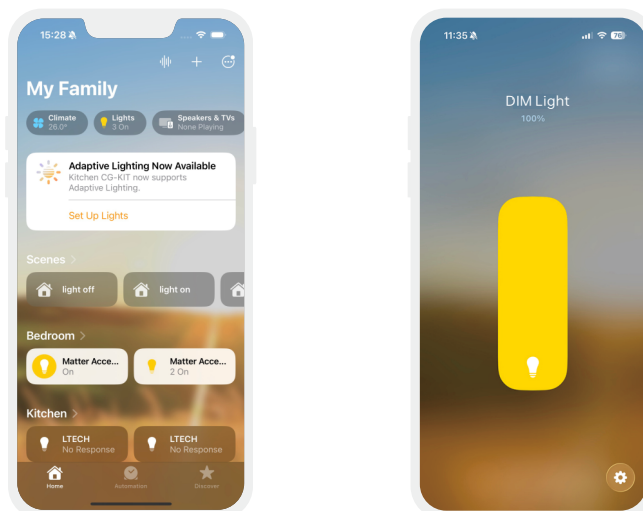 15:28
My Family
Climate
26.0°
Lights
3 On
Speakers & TVs
None Playing
Adaptive Lighting Now Available
Kitchen CG-KIT now supports
Adaptive Lighting.
Set Up Lights
Scenes >
light off
light on
Bedroom >
Matter Acce...
On
Matter Acce...
2 On
Kitchen >
LTECH
No Response
LTECH
No Response
Home
Automation
Discover
11:35
76
DIM Light
100%